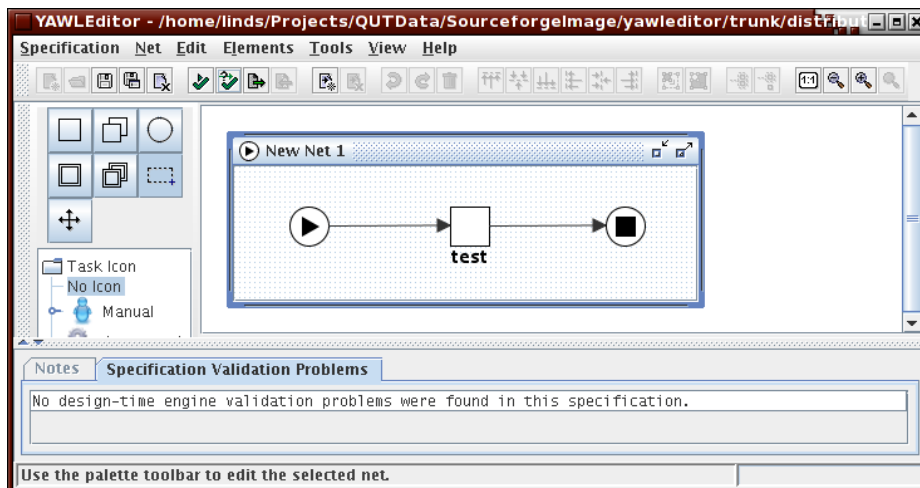 YAWLEditor - /home/linds/Projects/QUTData/SourceforgeImage/yawleditor/trunk/distribut
Specification Net Edit Elements Tools View Help
1:1
New Net 1
test
Task Icon
No Icon
Manual
Notes Specification Validation Problems
No design-time engine validation problems were found in this specification.
Use the palette toolbar to edit the selected net.